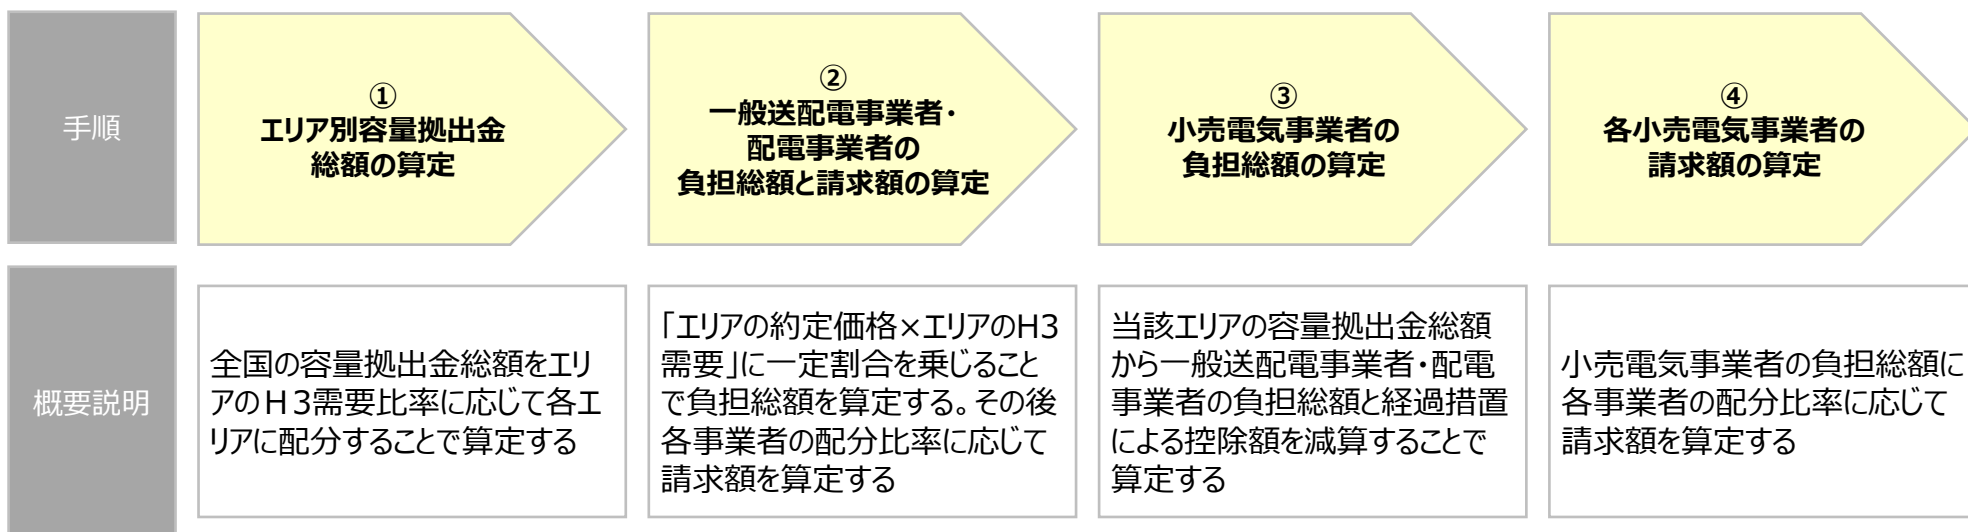 手順
①
エリア別容量拠出金
総額の算定
②
一般送配電事業者・
配電事業者の
負担総額と請求額の算定
③
小売電気事業者の
負担総額の算定
④
各小売電気事業者の
請求額の算定
概要説明
全国の容量拠出金総額をエリ
アのＨ３需要比率に応じて各エ
リアに配分することで算定する
「エリアの約定価格×エリアのH3
需要」に一定割合を乗じること
で負担総額を算定する。その後
各事業者の配分比率に応じて
請求額を算定する
当該エリアの容量拠出金総額
から一般送配電事業者・配電
事業者の負担総額と経過措置
による控除額を減算することで
算定する
小売電気事業者の負担総額に
各事業者の配分比率に応じて
請求額を算定する